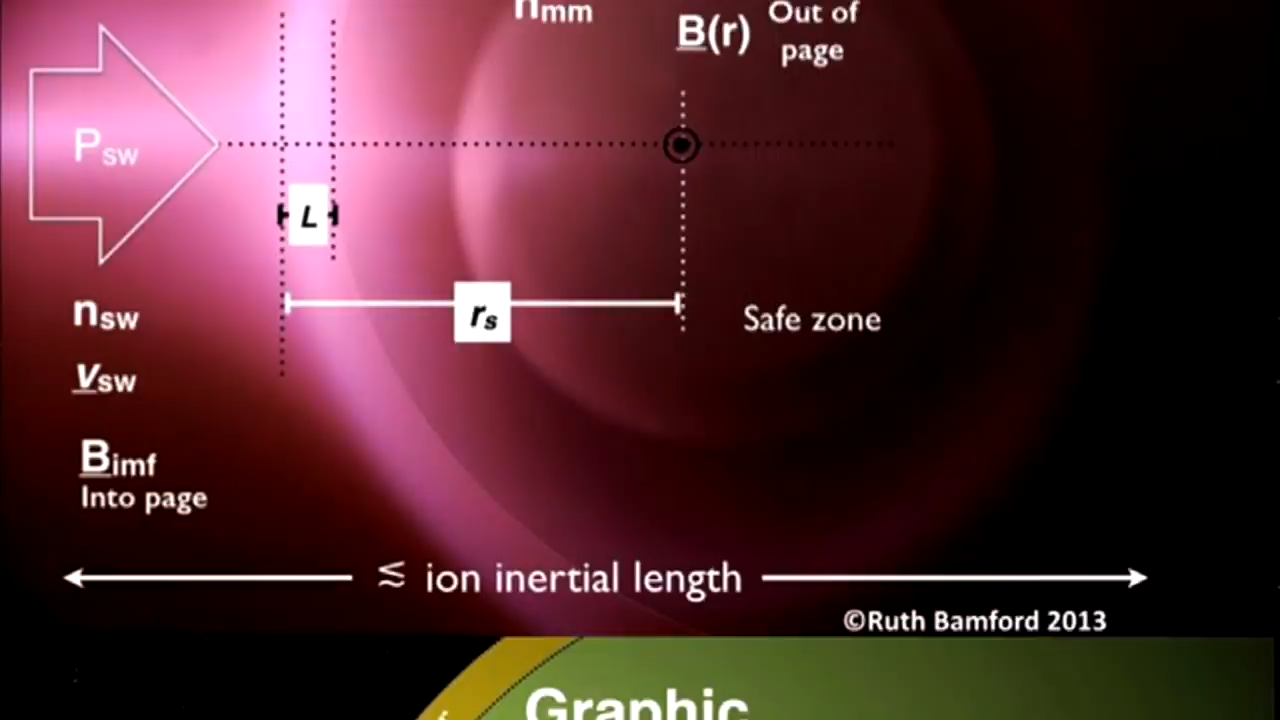 nmm
B(r)
Out of
page
Psw
L
rs
nsw
Safe zone
vsw
Bimf
Into page
≲ ion inertial length
©Ruth Bamford 2013
Graphic